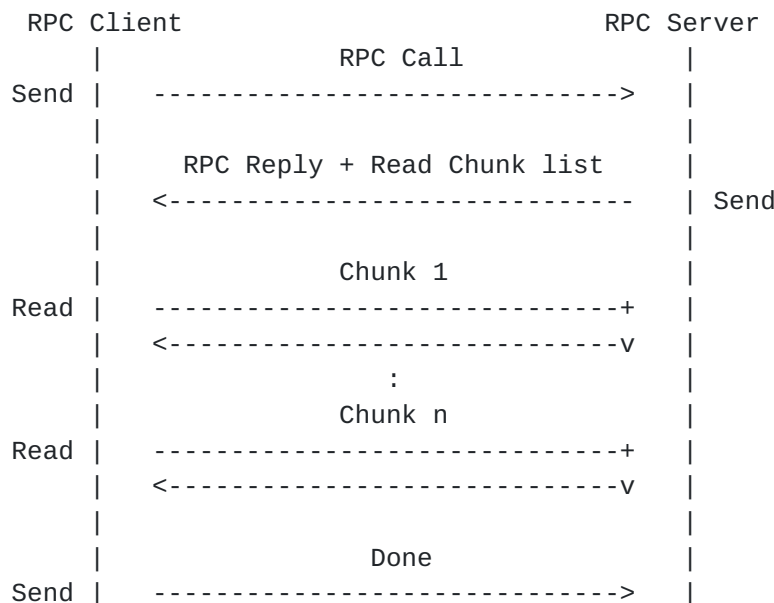 RPC Client                           RPC Server
     |               RPC Call              |
Send |   ------------------------------>   |
     |                                     |
     |     RPC Reply + Read Chunk list     |
     |   <------------------------------   | Send
     |                                     |
     |               Chunk 1               |
Read |   ------------------------------+   |
     |   <-----------------------------v   |
     |                  :                  |
     |               Chunk n               |
Read |   ------------------------------+   |
     |   <-----------------------------v   |
     |                                     |
     |                 Done                |
Send |   ------------------------------>   |